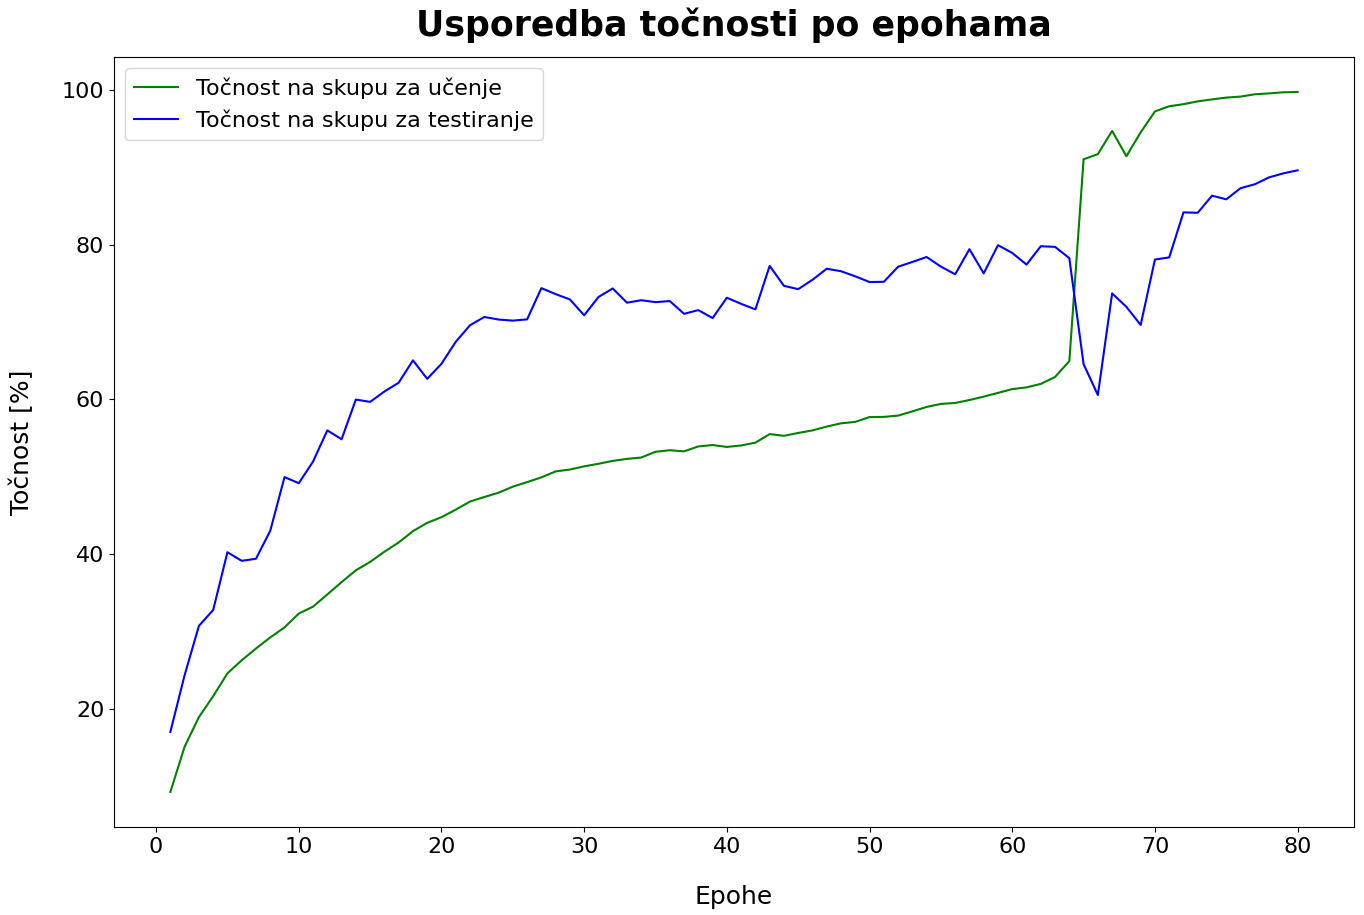 Usporedba točnosti po epohama
Točnost na skupu za učenje
Točnost na skupu za testiranje
Točnost [%]
100
80
60
40
20
0 10 20 30 40 50 60 70 80
Epohe